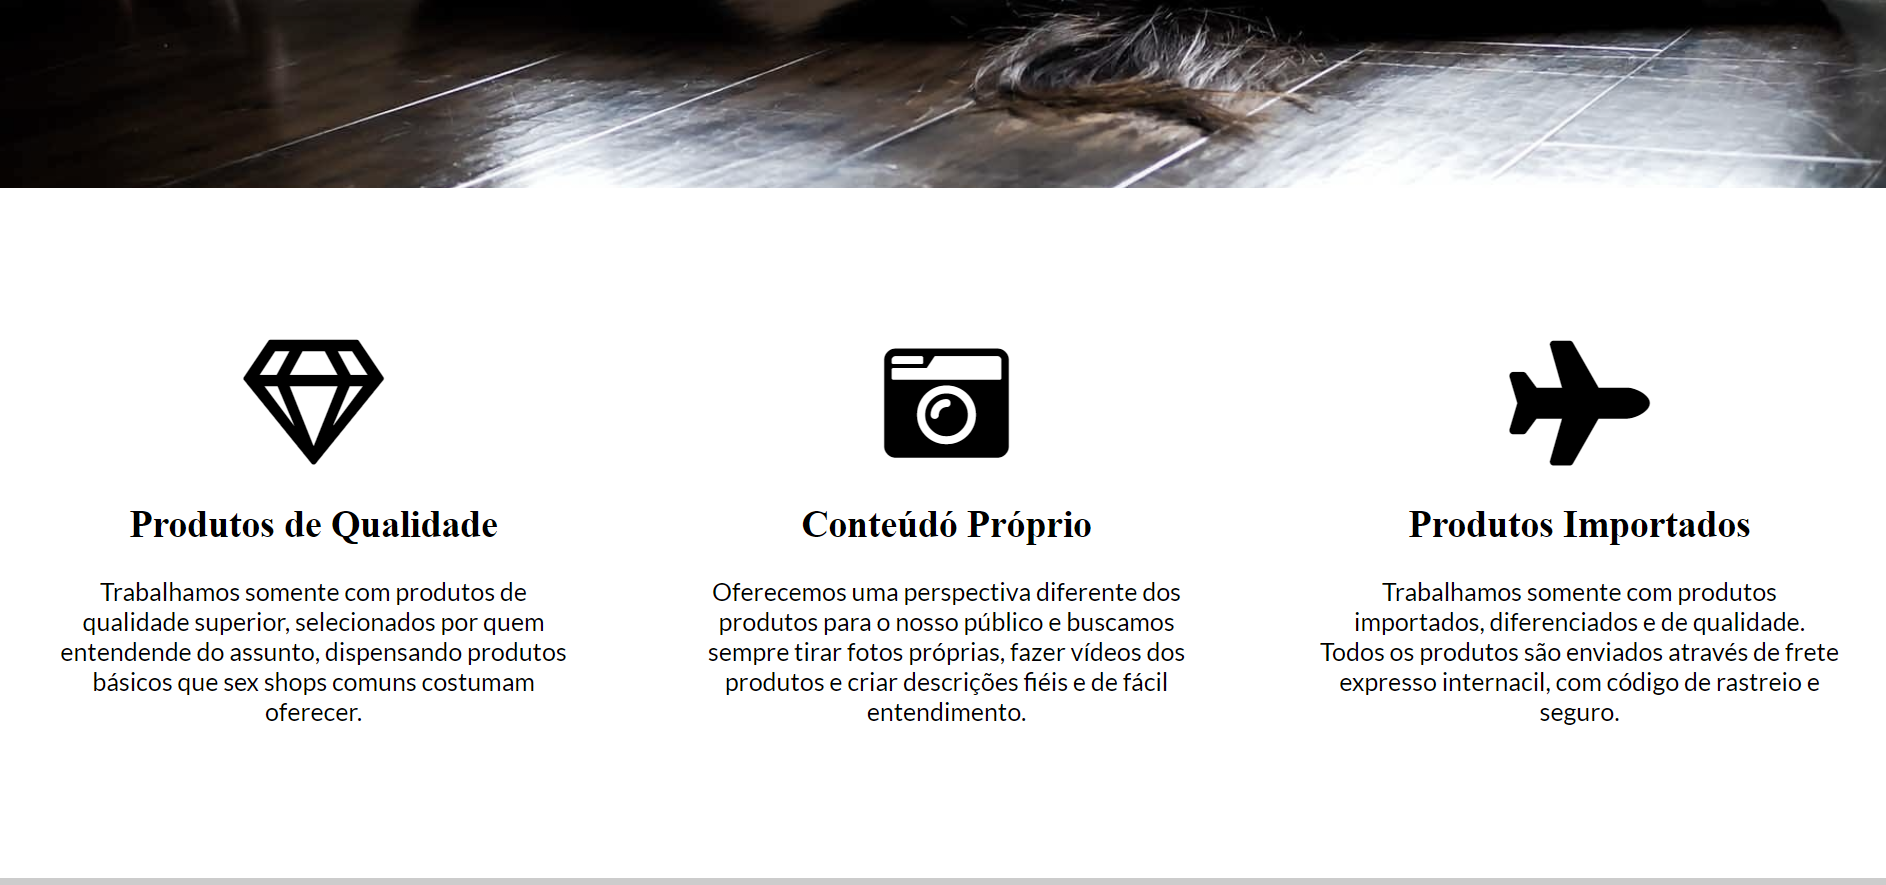 Produtos de Qualidade
Trabalhamos somente com produtos de
qualidade superior, selecionados por quem
entendende do assunto, dispensando produtos
básicos que sex shops comuns costumam
oferecer.
Conteúdó Próprio
Oferecemos uma perspectiva diferente dos
produtos para o nosso público e buscamos
sempre tirar fotos próprias, fazer vídeos dos
produtos e criar descrições fiéis e de fácil
entendimento.
Produtos Importados
Trabalhamos somente com produtos
importados, diferenciados e de qualidade.
Todos os produtos são enviados através de frete
expresso internacil, com código de rastreio e
seguro.